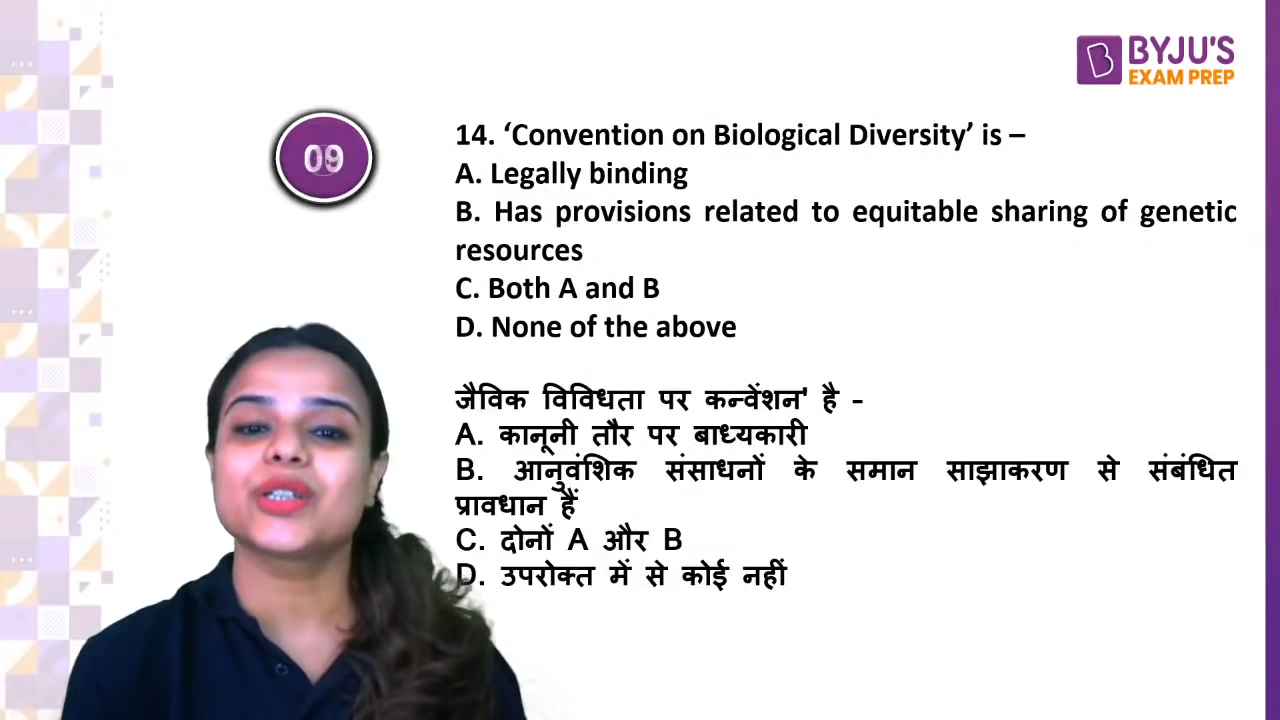 BYJU'S
EXAM PREP
09
14. ‘Convention on Biological Diversity’ is –
A. Legally binding
B. Has provisions related to equitable sharing of genetic
resources
C. Both A and B
D. None of the above
जैविक विविधता पर कन्वेंशन' है -
A. कानूनी तौर पर बाध्यकारी
B. आनुवंशिक संसाधनों के समान साझाकरण से संबंधित
प्रावधान हैं
C. दोनों A और B
D. उपरोक्त में से कोई नहीं